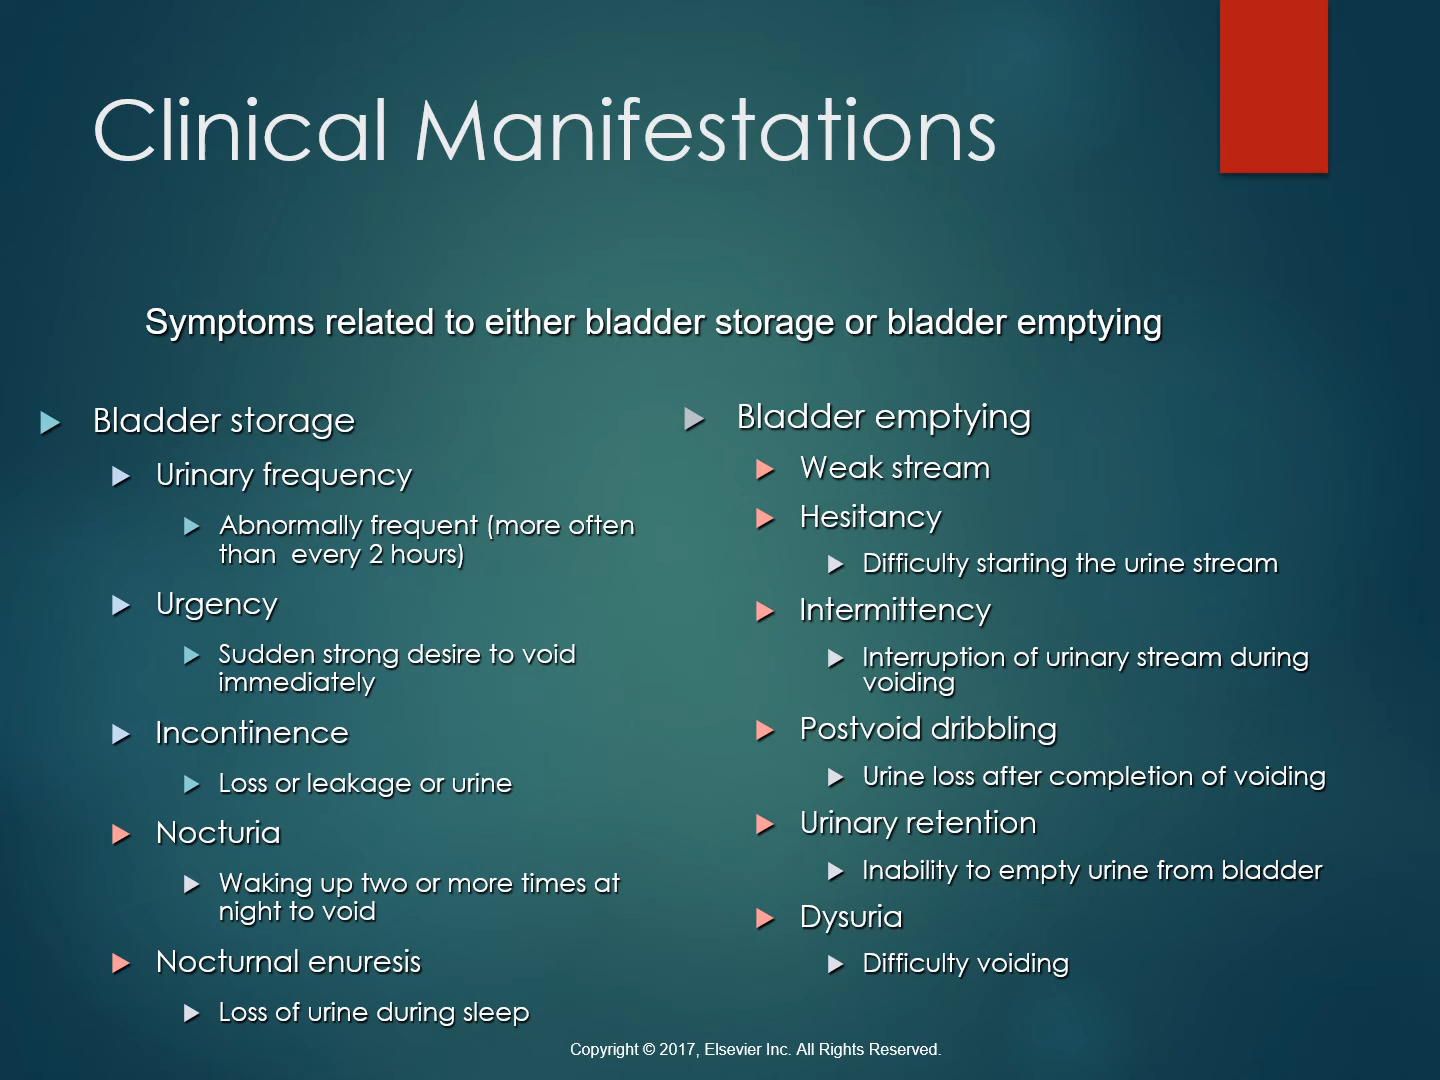 Clinical Manifestations
Symptoms related to either bladder storage or bladder emptying
Bladder storage
Urinary frequency
Abnormally frequent (more often
than every 2 hours)
Urgency
Sudden strong desire to void
immediately
Incontinence
Loss or leakage or urine
Nocturia
Waking up two or more times at
night to void
Nocturnal enuresis
Loss of urine during sleep
Bladder emptying
Weak stream
Hesitancy
Difficulty starting the urine stream
Intermittency
Interruption of urinary stream during
voiding
Postvoid dribbling
Urine loss after completion of voiding
Urinary retention
Inability to empty urine from bladder
Dysuria
Difficulty voiding
Copyright © 2017, Elsevier Inc. All Rights Reserved.